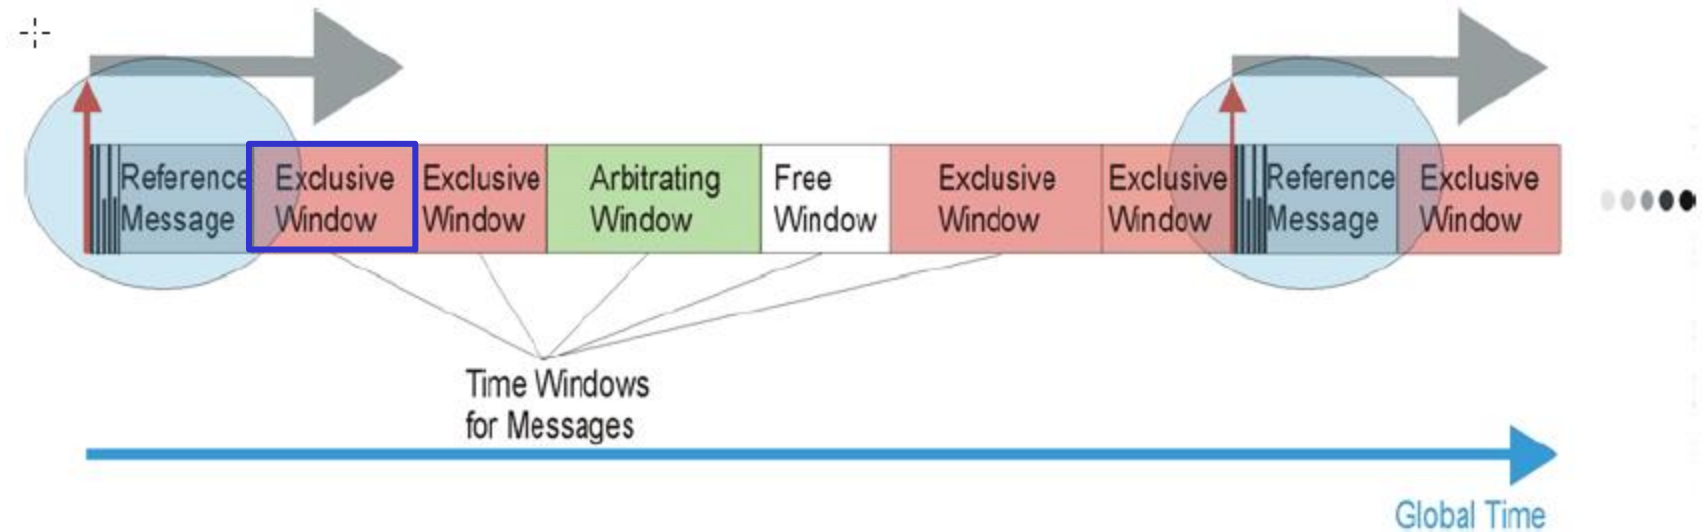 Reference
Message
Exclusive
Window
Exclusive
Window
Arbitrating
Window
Free
Window
Exclusive
Window
Exclusive
Window
Reference
Message
Exclusive
Window
Time Windows
for Messages
Global Time